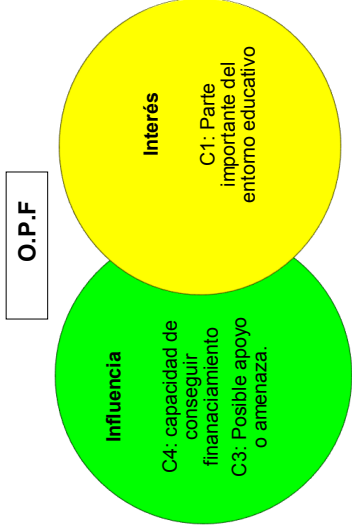 O.P.F
Influencia
C4: capacidad de
conseguir
finanaciamiento
C3: Posible apoyo
o amenaza.
Interés
C1: Parte
importante del
entorno educativo